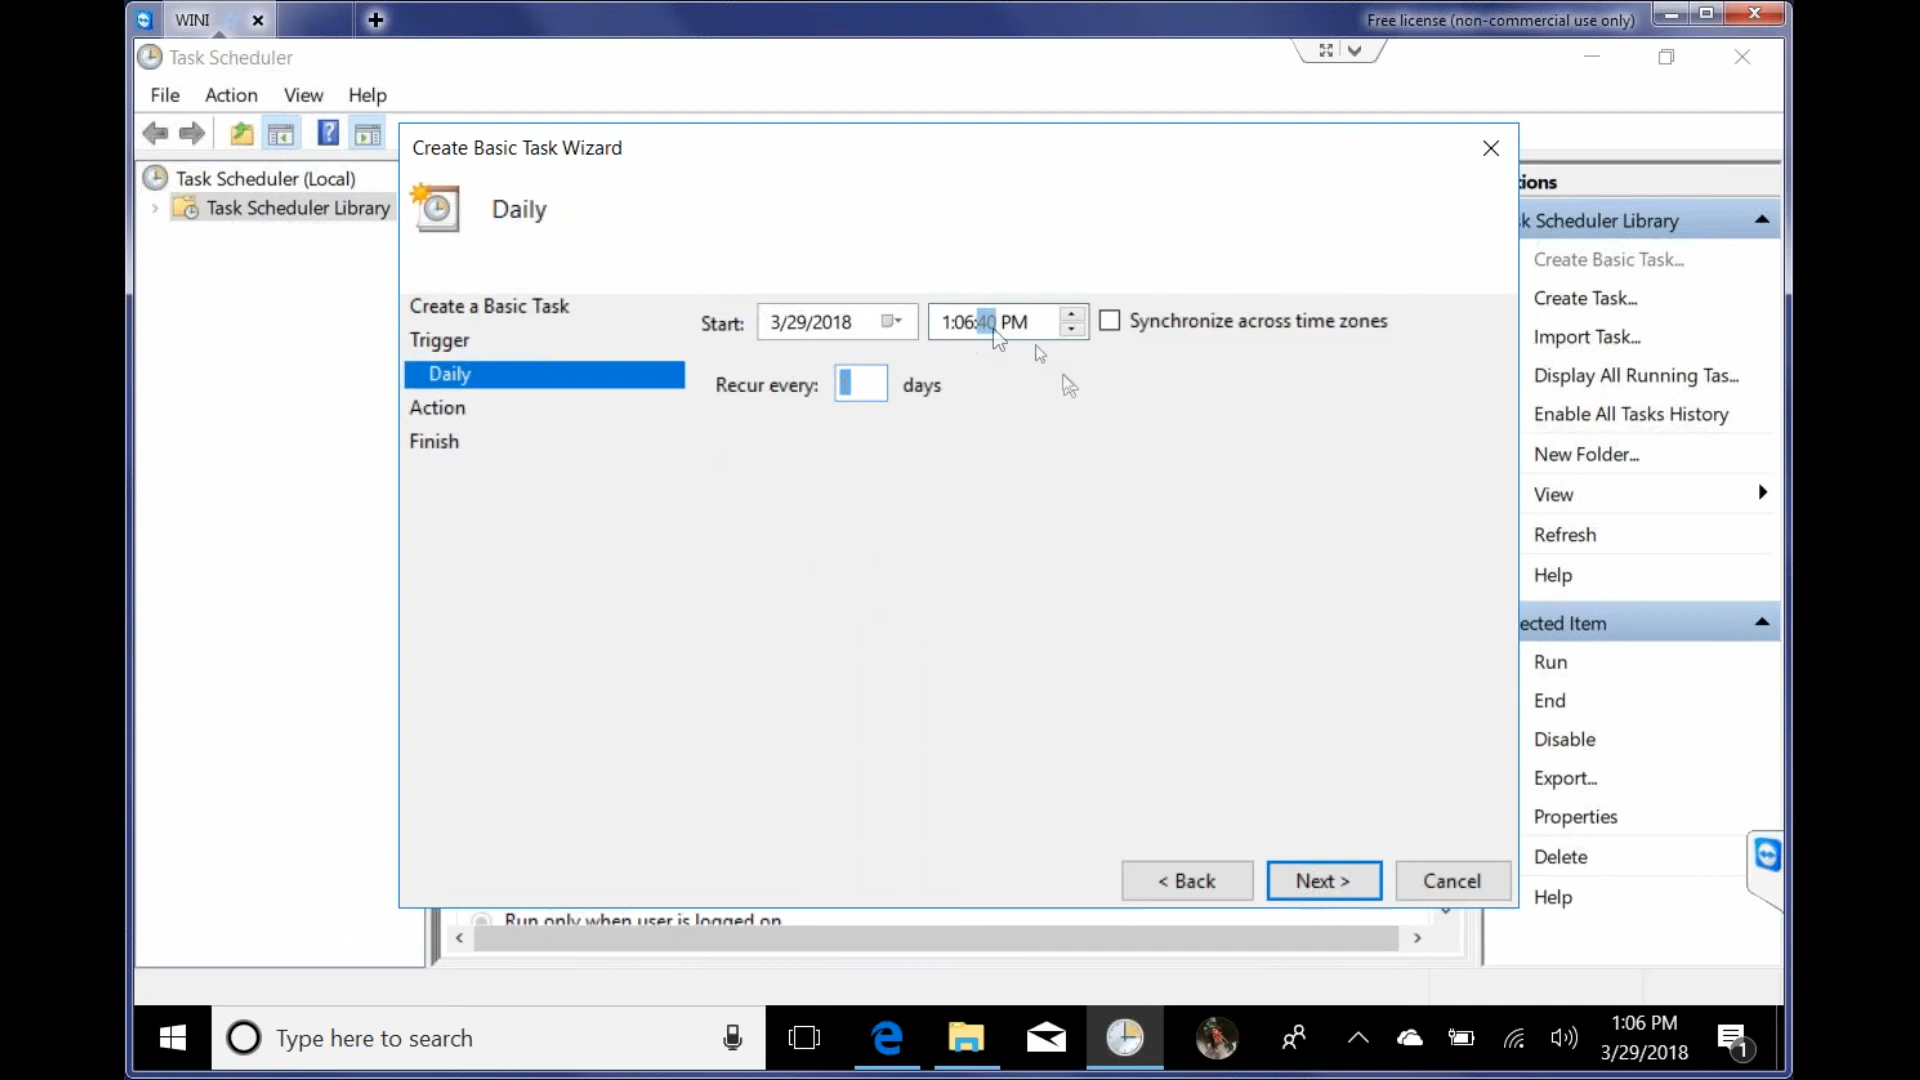 WINI
Free license (non-commercial use only)
Task Scheduler
File Action View Help
Create Basic Task Wizard
Task Scheduler (Local)
Task Scheduler Library
Daily
Create a Basic Task
Trigger
Daily
Action
Finish
Start: 3/29/2018 1:06:40 PM Synchronize across time zones
Recur every: days
< Back Next > Cancel
ions
k Scheduler Library
Create Basic Task...
Create Task...
Import Task...
Display All Running Tas...
Enable All Tasks History
New Folder...
View
Refresh
Help
ected Item
Run
End
Disable
Export...
Properties
Delete
Help
Run only when user is logged on
Type here to search
1:06 PM
3/29/2018
1